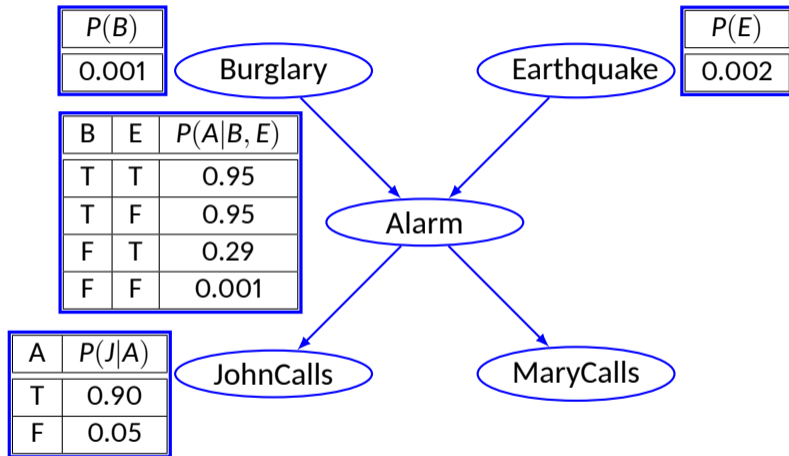 P(B)
0.001
Burglary
Earthquake
P(E)
0.002
B E P(A|B, E)
T T 0.95
T F 0.95
F T 0.29
F F 0.001
Alarm
A P(J|A)
T 0.90
F 0.05
JohnCalls
MaryCalls